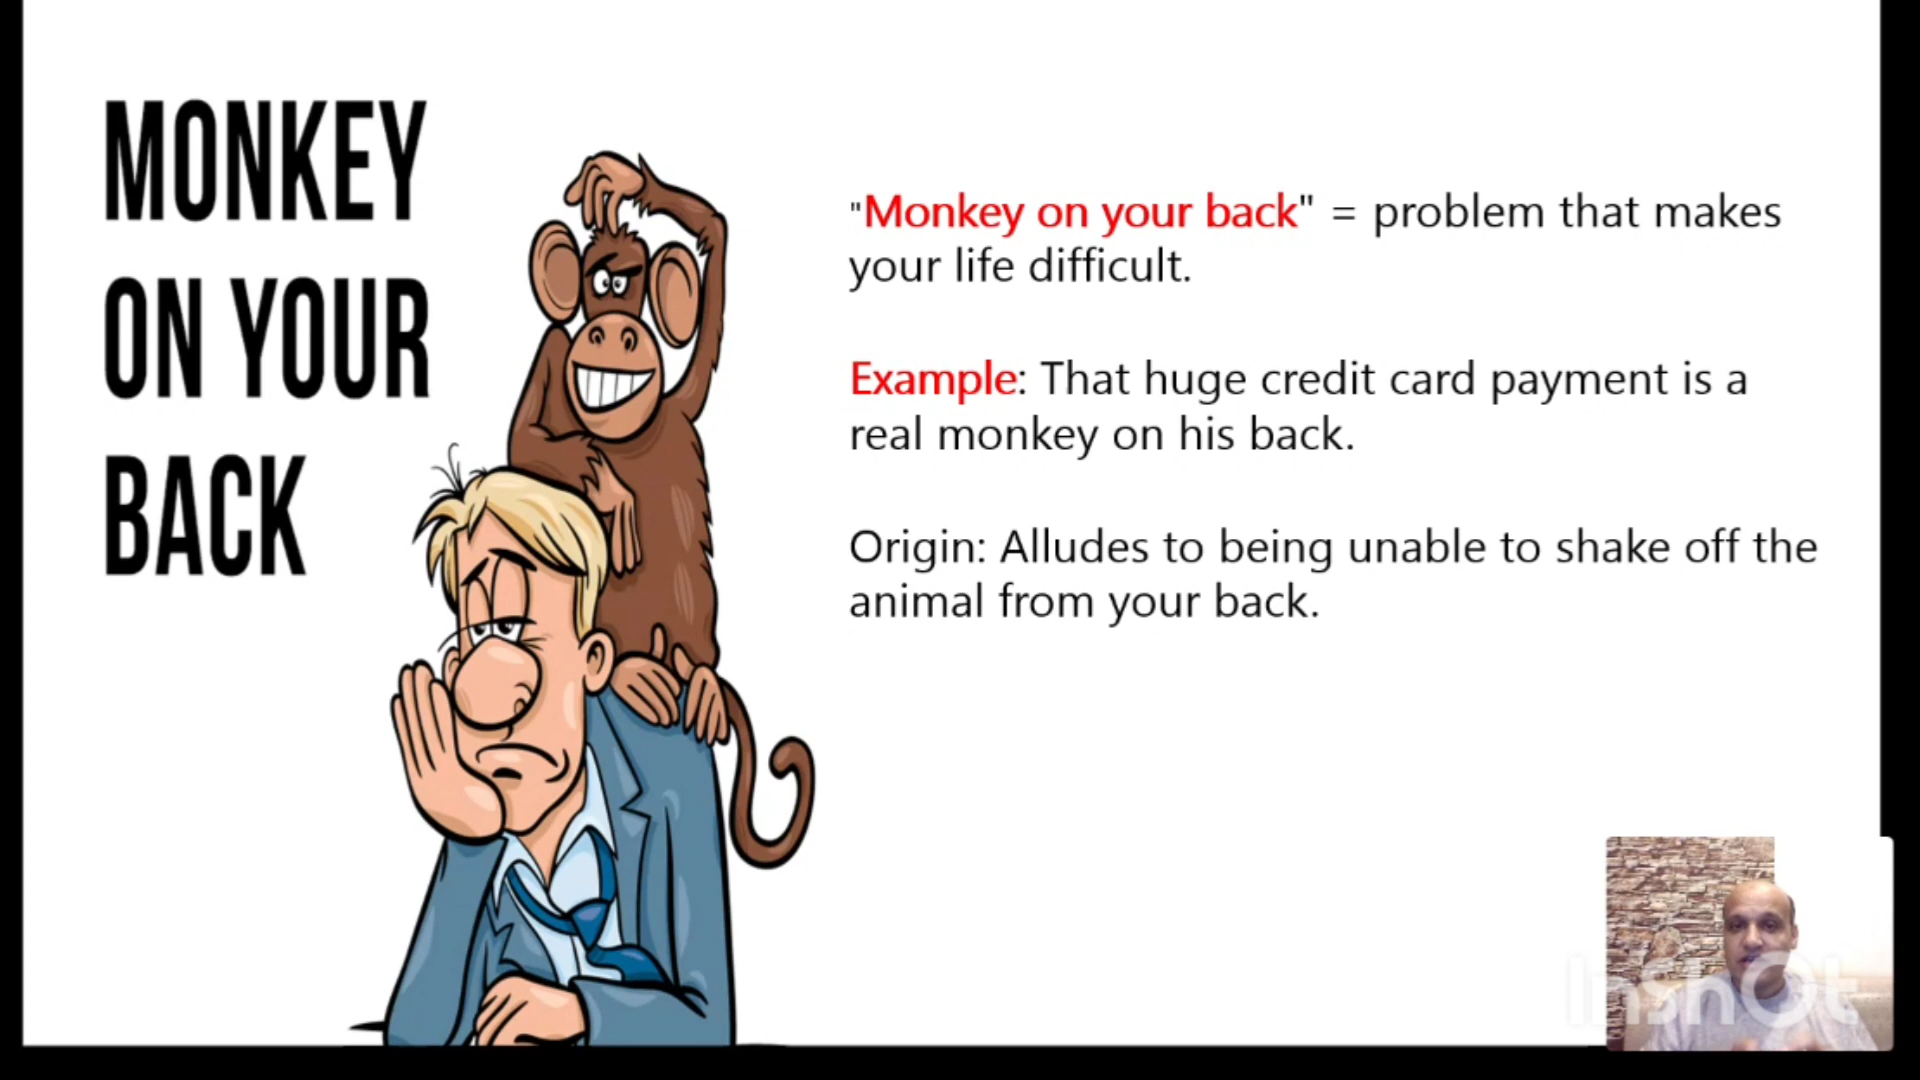 MONKEY
ON YOUR
BACK
"Monkey on your back" = problem that makes
your life difficult.
Example: That huge credit card payment is a
real monkey on his back.
Origin: Alludes to being unable to shake off the
animal from your back.
InShOt